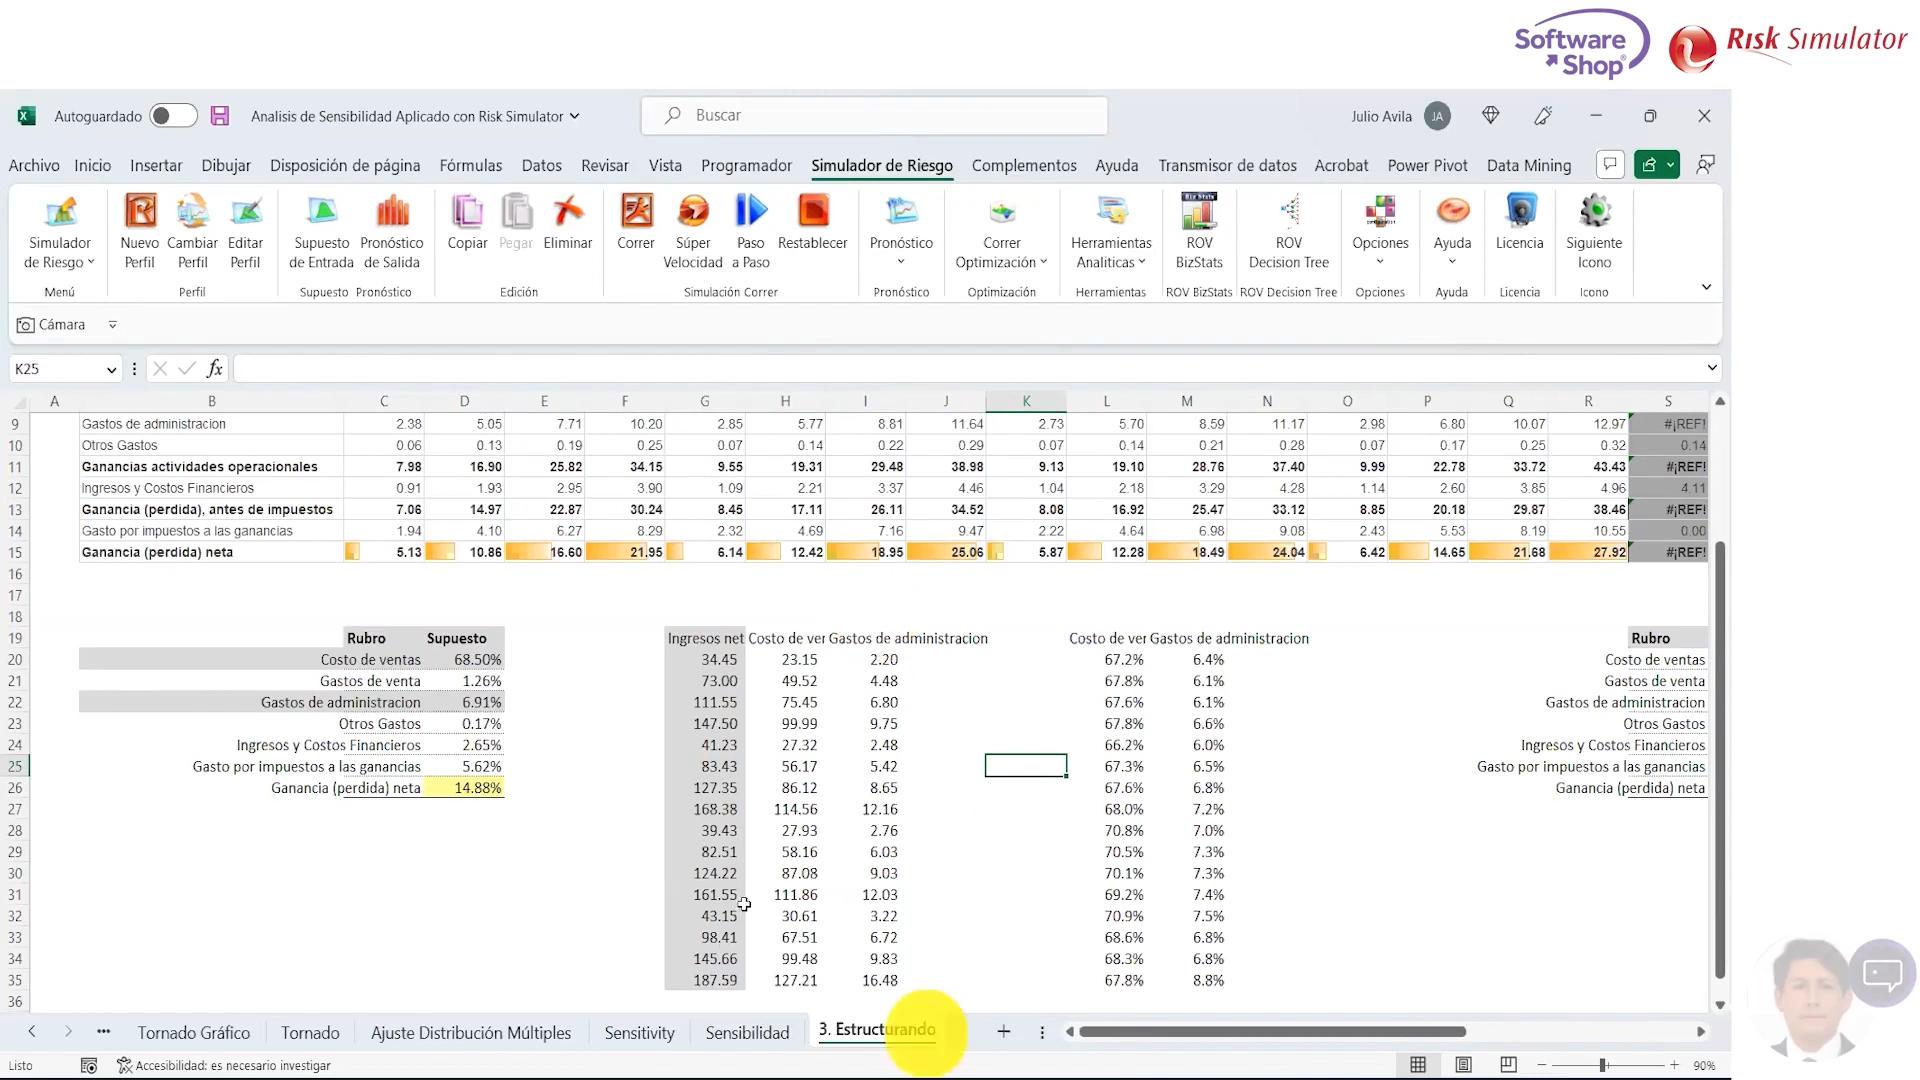 Software Shop
Risk Simulator
Autoguardado Analisis de Sensibilidad Aplicado con Risk Simulator Buscar Julio Avila JA
Archivo Inicio Insertar Dibujar Disposición de página Fórmulas Datos Revisar Vista Programador Simulador de Riesgo Complementos Ayuda Transmisor de datos Acrobat Power Pivot Data Mining
Simulador de Riesgo Nuevo Perfil Cambiar Perfil Editar Perfil Supuesto de Entrada Pronóstico de Salida Copiar Pegar Eliminar Correr Súper Velocidad Paso a Paso Restablecer Pronóstico Correr Optimización Herramientas Analiticas ROV BizStats ROV Decision Tree Opciones Ayuda Licencia Siguiente Icono
Menú Perfil Supuesto Pronóstico Edición Simulación Correr Pronóstico Optimización Herramientas ROV BizStats ROV Decision Tree Opciones Ayuda Licencia Icono
Cámara
K25 fx
A B C D E F G H I J K L M N O P Q R S
9 Gastos de administracion 2.38 5.05 7.71 10.20 2.85 5.77 8.81 11.64 2.73 5.70 8.59 11.17 2.98 6.80 10.07 12.97 #¡REF!
10 Otros Gastos 0.06 0.13 0.19 0.25 0.07 0.14 0.22 0.29 0.07 0.14 0.21 0.28 0.07 0.17 0.25 0.32 0.14
11 Ganancias actividades operacionales 7.98 16.90 25.82 34.15 9.55 19.31 29.48 38.98 9.13 19.10 28.76 37.40 9.99 22.78 33.72 43.43 #¡REF!
12 Ingresos y Costos Financieros 0.91 1.93 2.95 3.90 1.09 2.21 3.37 4.46 1.04 2.18 3.29 4.28 1.14 2.60 3.85 4.96 4.11
13 Ganancia (perdida), antes de impuestos 7.06 14.97 22.87 30.24 8.45 17.11 26.11 34.52 8.08 16.92 25.47 33.12 8.85 20.18 29.87 38.46 #¡REF!
14 Gasto por impuestos a las ganancias 1.94 4.10 6.27 8.29 2.32 4.69 7.16 9.47 2.22 4.64 6.98 9.08 2.43 5.53 8.19 10.55 0.00
15 Ganancia (perdida) neta 5.13 10.86 16.60 21.95 6.14 12.42 18.95 25.06 5.87 12.28 18.49 24.04 6.42 14.65 21.68 27.92 #¡REF!
16
17
18
19 Rubro Supuesto Ingresos net Costo de ver Gastos de administracion Costo de ver Gastos de administracion Rubro
20 Costo de ventas 68.50% 34.45 23.15 2.20 67.2% 6.4% Costo de ventas
21 Gastos de venta 1.26% 73.00 49.52 4.48 67.8% 6.1% Gastos de venta
22 Gastos de administracion 6.91% 111.55 75.45 6.80 67.6% 6.1% Gastos de administracion
23 Otros Gastos 0.17% 147.50 99.99 9.75 67.8% 6.6% Otros Gastos
24 Ingresos y Costos Financieros 2.65% 41.23 27.32 2.48 66.2% 6.0% Ingresos y Costos Financieros
25 Gasto por impuestos a las ganancias 5.62% 83.43 56.17 5.42 67.3% 6.5% Gasto por impuestos a las ganancias
26 Ganancia (perdida) neta 14.88% 127.35 86.12 8.65 67.6% 6.8% Ganancia (perdida) neta
27 168.38 114.56 12.16 68.0% 7.2%
28 39.43 27.93 2.76 70.8% 7.0%
29 82.51 58.16 6.03 70.5% 7.3%
30 124.22 87.08 9.03 70.1% 7.3%
31 161.55 111.86 12.03 69.2% 7.4%
32 43.15 30.61 3.22 70.9% 7.5%
33 98.41 67.51 6.72 68.6% 6.8%
34 145.66 99.48 9.83 68.3% 6.8%
35 187.59 127.21 16.48 67.8% 8.8%
36
Tornado Gráfico Tornado Ajuste Distribución Múltiples Sensitivity Sensibilidad 3. Estructurando
Listo Accesibilidad: es necesario investigar 90%